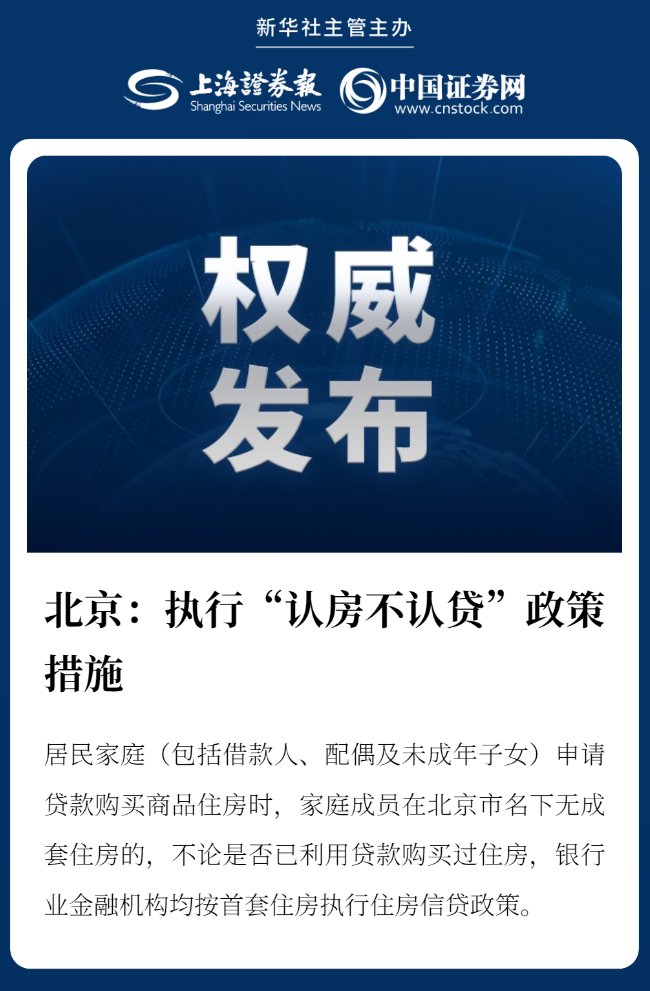 新华社主管主办
上海證券報
Shanghai Securities News
中国证券网
www.cnstock.com
权威
发布
北京：执行“认房不认贷”政策
措施
居民家庭（包括借款人、配偶及未成年子女）申请
贷款购买商品住房时，家庭成员在北京市名下无成
套住房的，不论是否已利用贷款购买过住房，银行
业金融机构均按首套住房执行住房信贷政策。